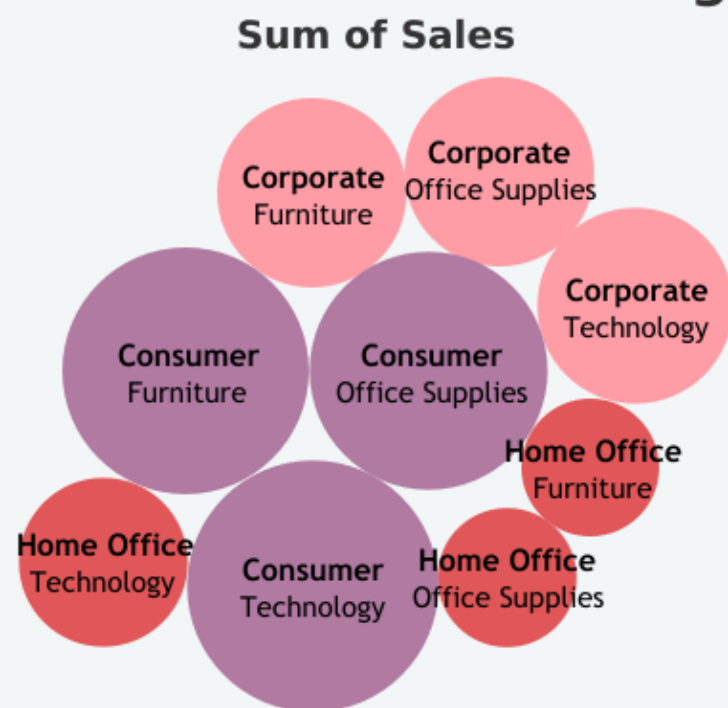 Sum of Sales
Corporate
Office Supplies
Corporate
Furniture
Corporate
Technology
Consumer
Furniture
Consumer
Office Supplies
Home Office
Furniture
Home Office
Technology
Consumer
Technology
Home Office
Office Supplies